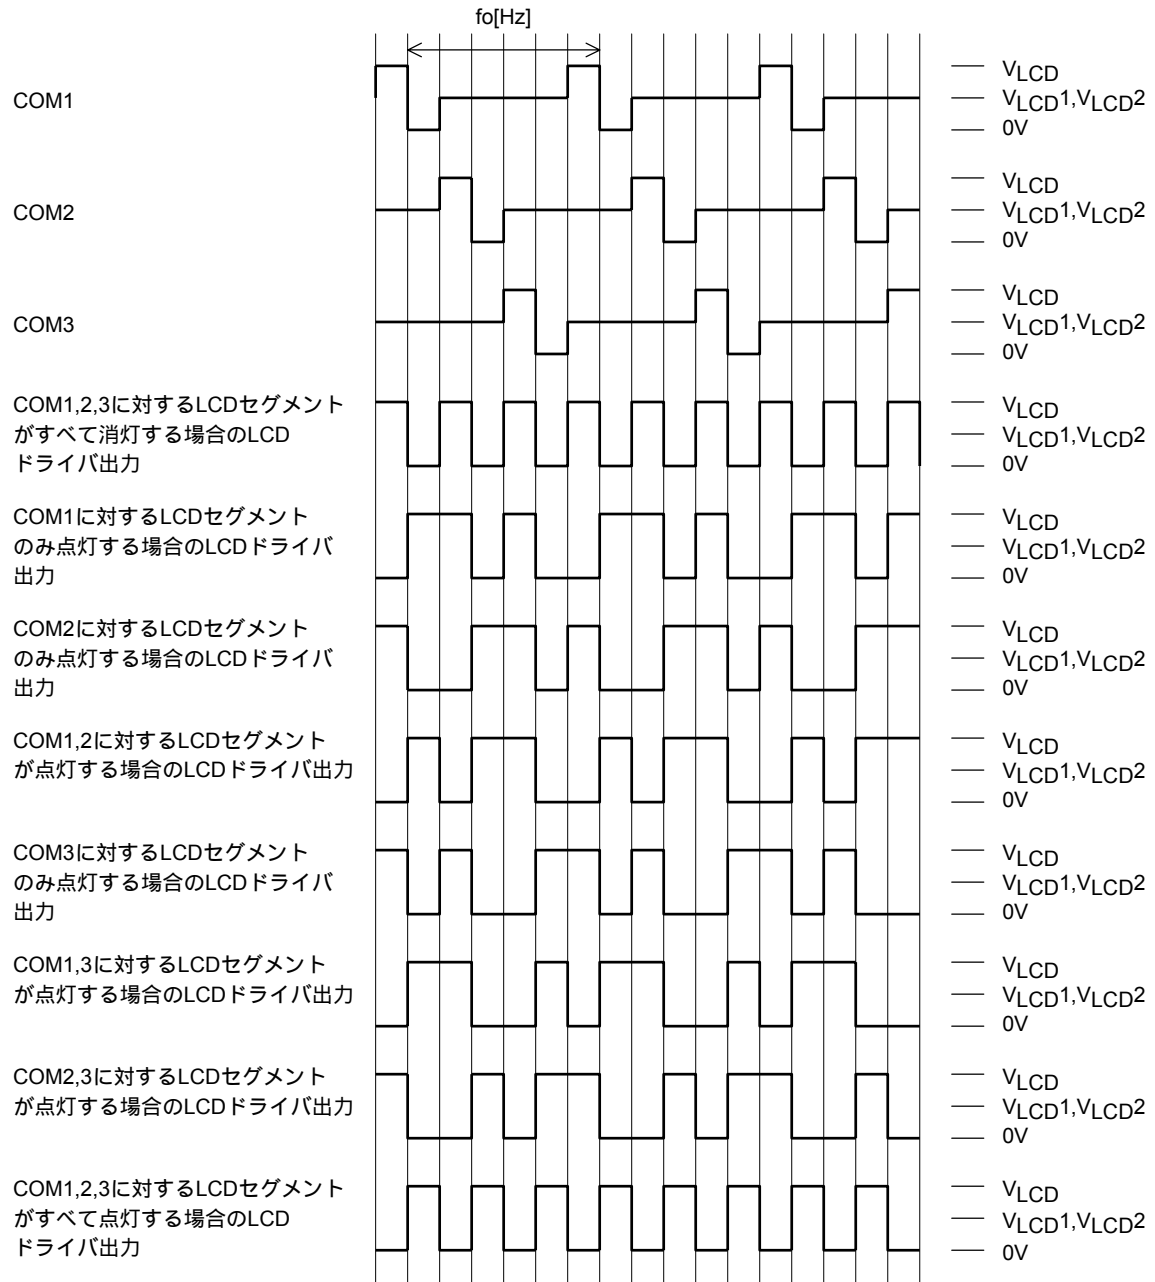 fo[Hz]
COM1
VLCD
VLCD1,VLCD2
0V
COM2
VLCD
VLCD1,VLCD2
0V
COM3
VLCD
VLCD1,VLCD2
0V
COM1,2,3に対するLCDセグメント
がすべて消灯する場合のLCD
ドライバ出力
VLCD
VLCD1,VLCD2
0V
COM1に対するLCDセグメント
のみ点灯する場合のLCDドライバ
出力
VLCD
VLCD1,VLCD2
0V
COM2に対するLCDセグメント
のみ点灯する場合のLCDドライバ
出力
VLCD
VLCD1,VLCD2
0V
COM1,2に対するLCDセグメント
が点灯する場合のLCDドライバ出力
VLCD
VLCD1,VLCD2
0V
COM3に対するLCDセグメント
のみ点灯する場合のLCDドライバ
出力
VLCD
VLCD1,VLCD2
0V
COM1,3に対するLCDセグメント
が点灯する場合のLCDドライバ出力
VLCD
VLCD1,VLCD2
0V
COM2,3に対するLCDセグメント
が点灯する場合のLCDドライバ出力
VLCD
VLCD1,VLCD2
0V
COM1,2,3に対するLCDセグメント
がすべて点灯する場合のLCD
ドライバ出力
VLCD
VLCD1,VLCD2
0V